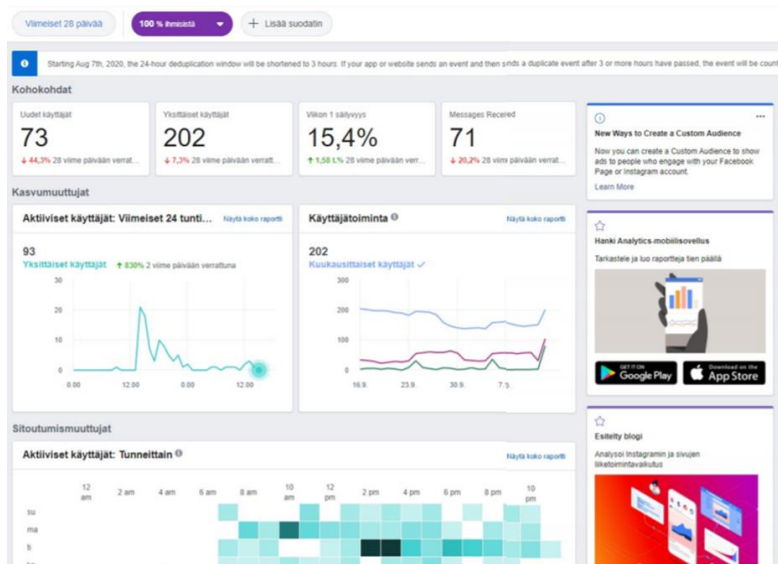 Viimeiset 28 päivää
100 % ihmisistä
Lisää suodatin
Starting Aug 7th, 2020, the 24-hour deduplication window will be shortened to 3 hours. If your app or website sends an event and then sends a duplicate event after 3 or more hours have passed, the event will be count
Kohokohdat
Uudet käyttäjät
73
44,3% 28 viime päivään verrat...
Yksittäiset käyttäjät
202
7,3% 28 viime päivään verratt...
Viikon 1 säilyvyys
15,4%
28 viime päivään verr...
Messages Received
71
20,2% 28 viime päivään verrat...
New Ways to Create a Custom Audience
Now you can create a Custom Audience to show
ads to people who engage with your Facebook
Page or Instagram account.
Learn More
Kasvumuuttujat
Aktiiviset käyttäjät: Viimeiset 24 tunti...
Näytä koko raportti
93
Yksittäiset käyttäjät
830% 2 viime päivään verrattuna
30
20
10
0
0.00 12.00 0.00 12.00
Käyttäjätoiminta
Näytä koko raportti
202
Kuukausittaiset käyttäjät
300
200
100
0
16.9. 23.9. 30.9. 7.
Hanki Analytics-mobiilisovellus
Tarkastele ja luo raportteja tien päällä
GET IT ON
Google Play
Download on the
App Store
Sitoutumismuuttujat
Aktiiviset käyttäjät: Tunneittain
Näytä koko raportti
12 am 2 am 4 am 6 am 8 am 10 am 12 pm 2 pm 4 pm 6 pm 8 pm 10 pm
su
ma
ti
Esitelty blogi
Analysoi Instagramin ja sivujen
liiketoimintavaikutus